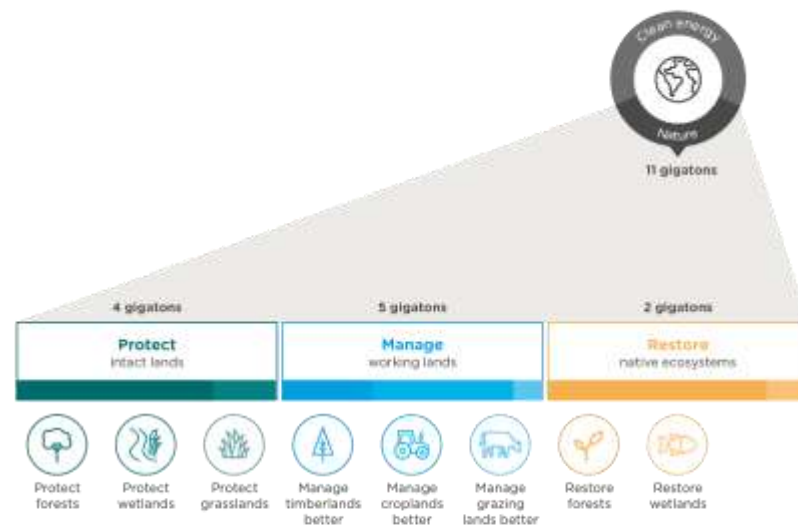 Clean energy
Nature
11 gigatons
4 gigatons
5 gigatons
2 gigatons
Protect
intact lands
Manage
working lands
Restore
native ecosystems
Protect
forests
Protect
wetlands
Protect
grasslands
Manage
timberlands
better
Manage
croplands
better
Manage
grazing
lands better
Restore
forests
Restore
wetlands